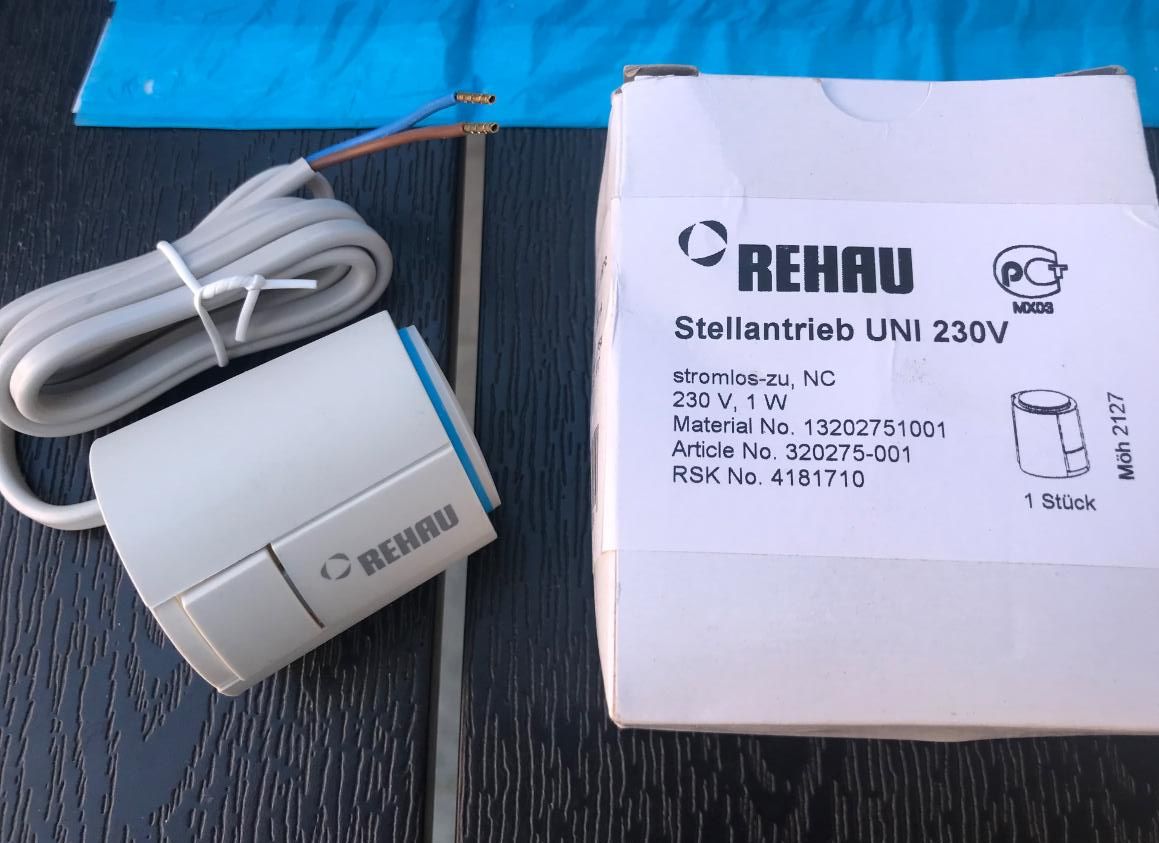 REHAU
PCT
MX03
Stellantrieb UNI 230V
stromlos-zu, NC
230 V, 1 W
Material No. 13202751001
Article No. 320275-001
RSK No. 4181710
1 Stück
Möh 2127
REHAU